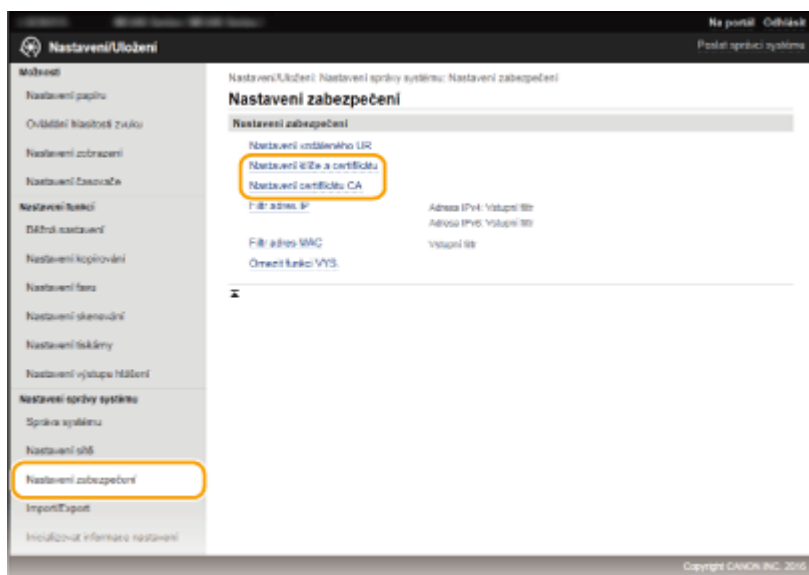 Na portál Odhlásit
Nastavení/Uložení
Poslat správci systému
Možnosti
Nastavení papíru
Ovládání hlasitosti zvuku
Nastavení zobrazení
Nastavení časovače
Nastavení funkcí
Běžná nastavení
Nastavení kopírování
Nastavení faxu
Nastavení skenování
Nastavení tiskárny
Nastavení výstupu hlášení
Nastavení správy systému
Správa systému
Nastavení sítě
Nastavení zabezpečení
Import/Export
Inicializovat informace nastavení
Nastavení/Uložení: Nastavení správy systému: Nastavení zabezpečení
Nastavení zabezpečení
Nastavení zabezpečení
Nastavení vzdáleného UR
Nastavení klíče a certifikátu
Nastavení certifikátu CA
Filtr adres IP
Adresa IPv4: Vstupní filtr
Adresa IPv6: Vstupní filtr
Filtr adres MAC
Vstupní filtr
Omezit funkci VYS.
Copyright CANON INC. 2016